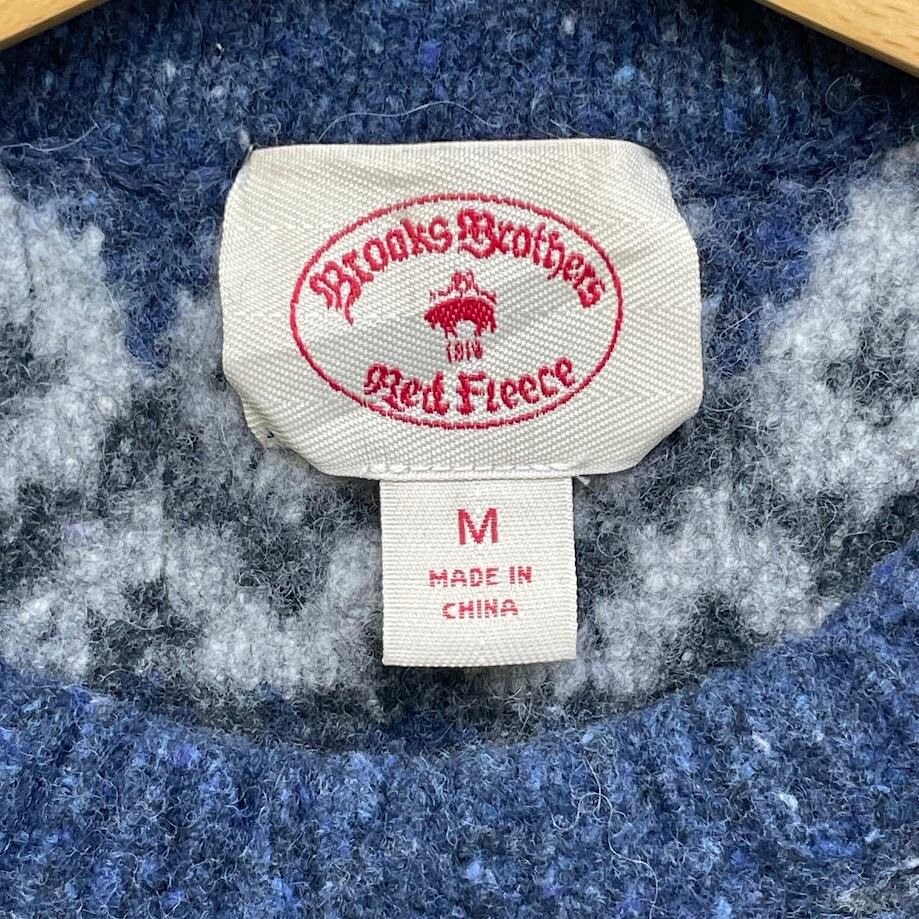 Brooks Brothers
1818
Red Fleece
M
MADE IN
CHINA